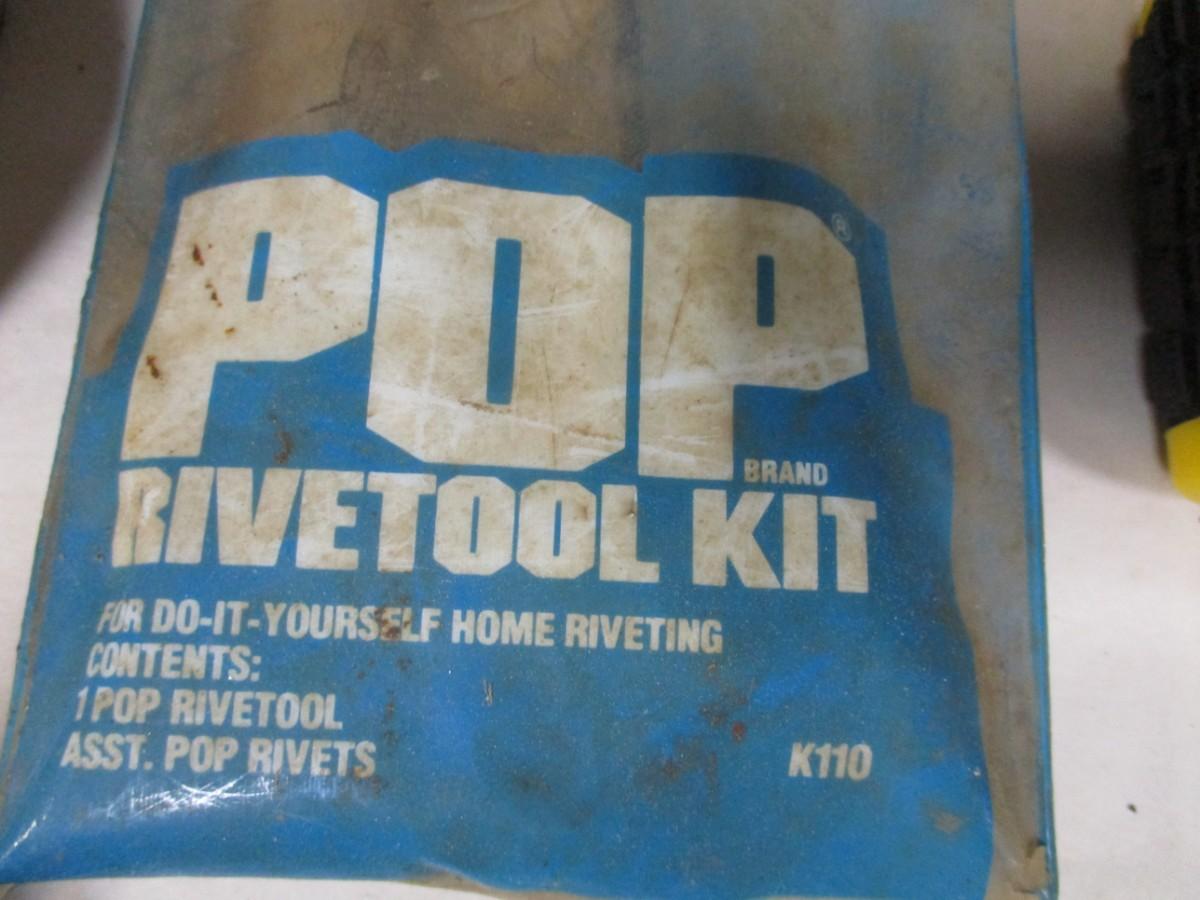 POP®
BRAND
RIVETOOL KIT
FOR DO-IT-YOURSELF HOME RIVETING
CONTENTS:
1 POP RIVETOOL
ASST. POP RIVETS
K110